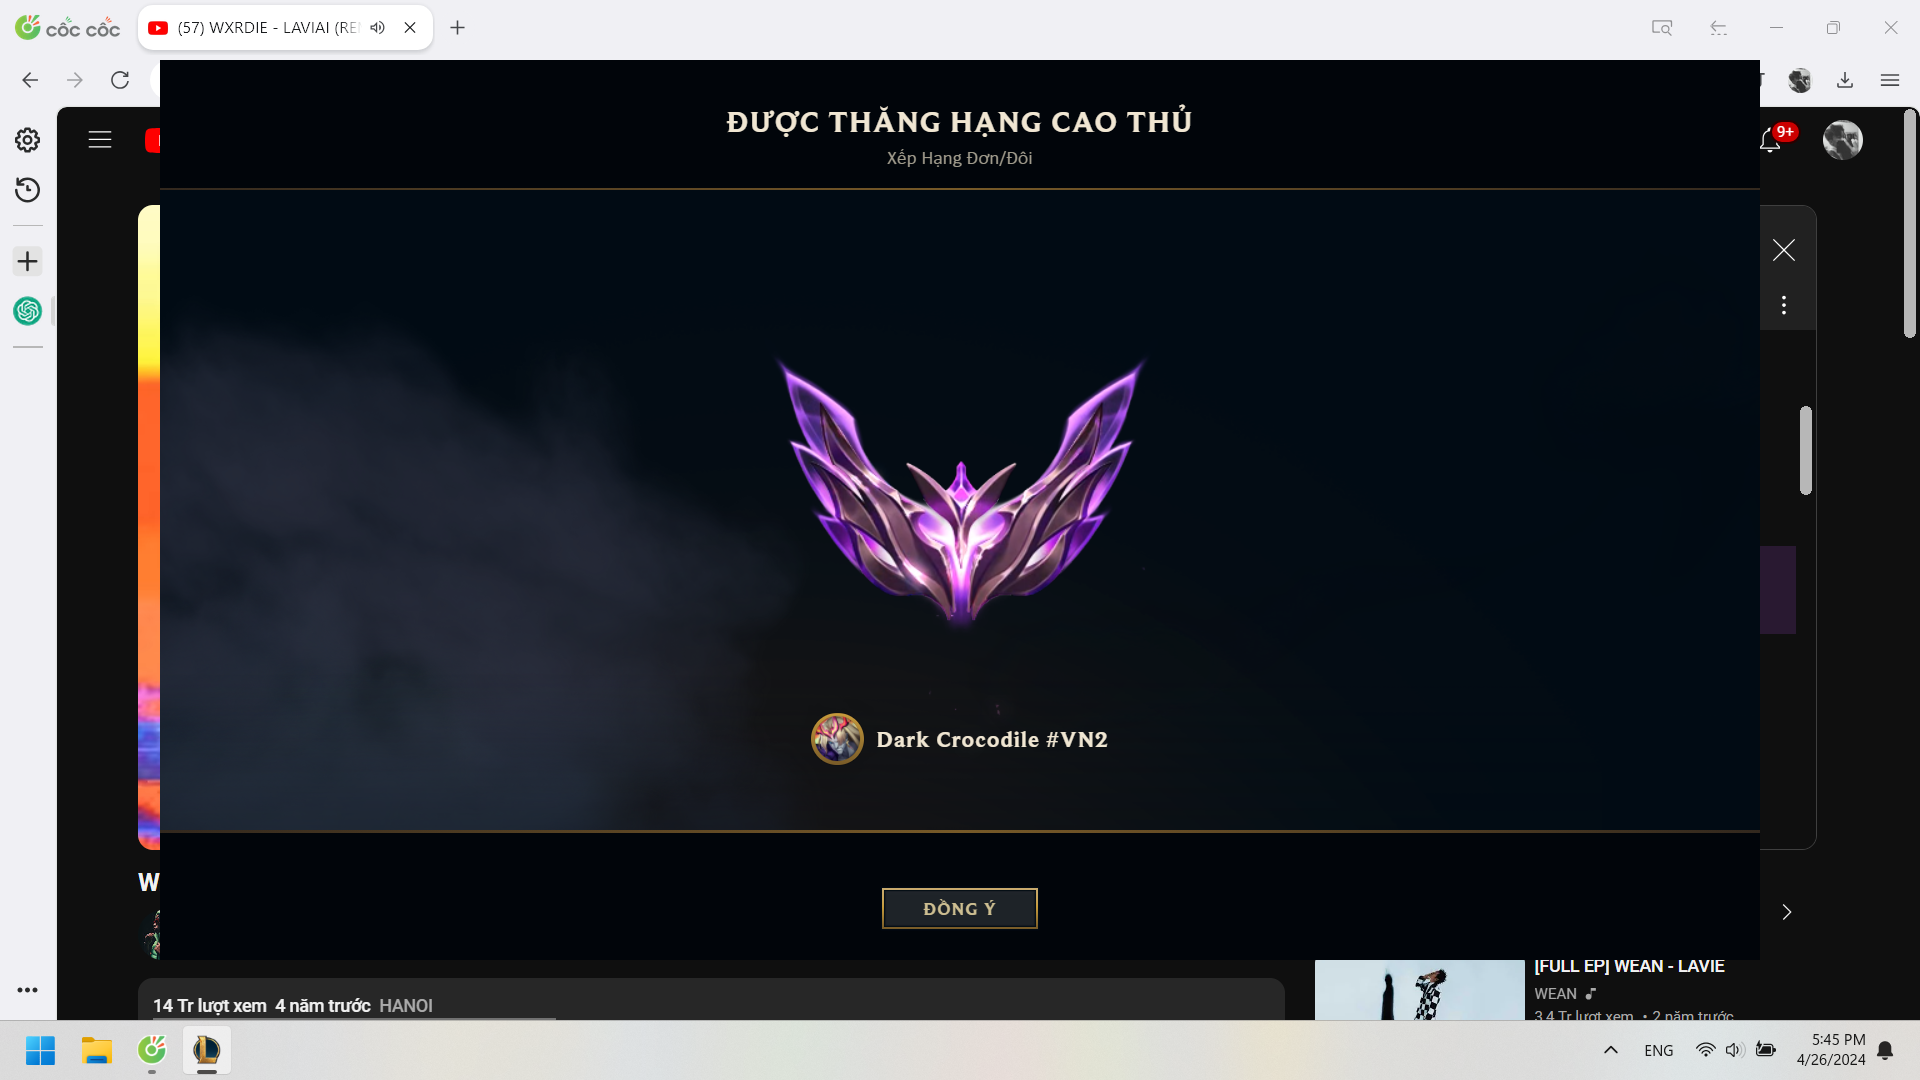 cốc cốc
(57) WXRDIE - LAVIAI (RE
ĐƯỢC THĂNG HẠNG CAO THỦ
Xếp Hạng Đơn/Đôi
9+
Dark Crocodile #VN2
W
ĐỒNG Ý
[FULL EP] WEAN - LAVIE
WEAN
14 Tr lượt xem 4 năm trước HANOI
3,4 Tr lượt xem • 2 năm trước
ENG
5:45 PM
4/26/2024